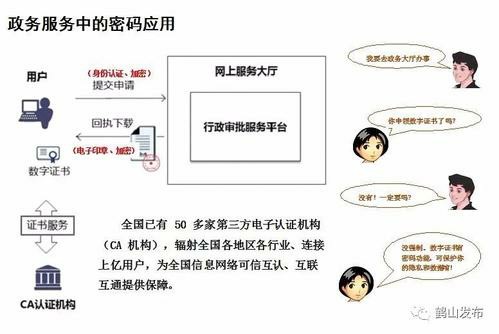 政务服务中的密码应用
用户
（身份认证、加密）
提交申请
回执下载
（电子印章、加密）
数字证书
证书服务
CA认证机构
网上服务大厅
行政审批服务平台
全国已有 50 多家第三方电子认证机构
（CA 机构），辐射全国各地区各行业、连接
上亿用户，为全国信息网络可信互认、互联
互通提供保障。
我要去政务大厅办事
你申领数字证书了吗？
没有！一定要吗？
没强制、数字证书有
密码功能，可保护你
的隐私和数据密！
鹤山发布